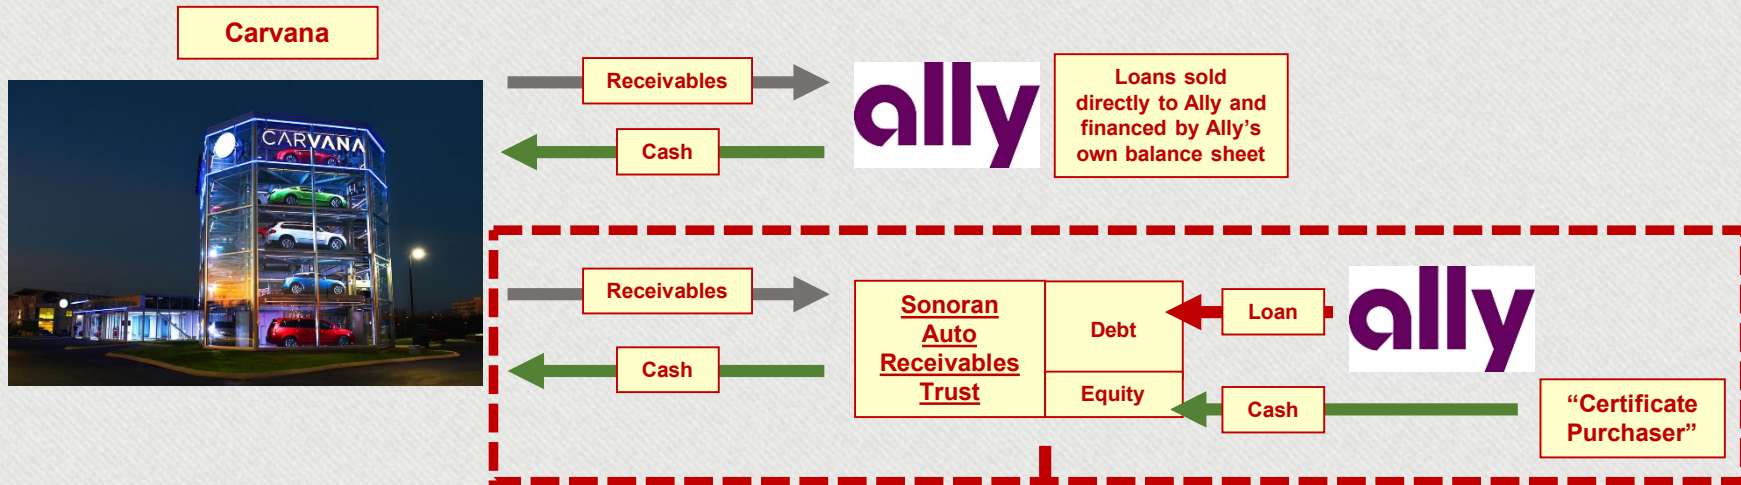 Carvana
CARVANA
Receivables
Cash
ally
Loans sold
directly to Ally and
financed by Ally’s
own balance sheet
Receivables
Cash
Sonoran
Auto
Receivables
Trust
Debt
Equity
Loan
Cash
ally
“Certificate
Purchaser”